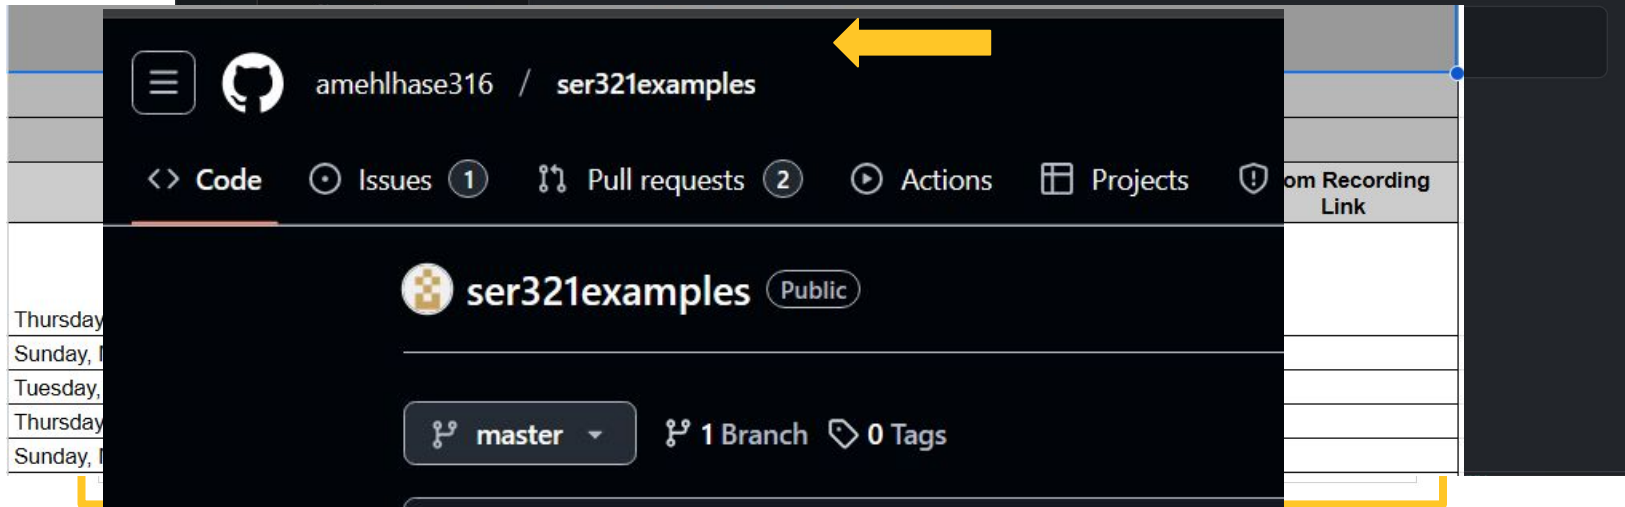 amehlhase316 / ser321examples
Code Issues 1 Pull requests 2 Actions Projects
om Recording
Link
ser321examples Public
Thursday
Sunday,
Tuesday,
master 1 Branch 0 Tags
Thursday
Sunday,